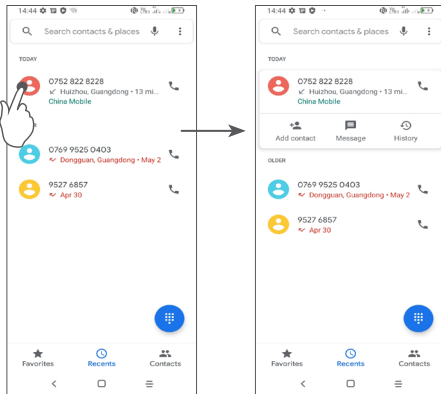 14:44
Search contacts & places
TODAY
0752 822 8228
Huizhou, Guangdong • 13 mi...
China Mobile
0769 9525 0403
Dongguan, Guangdong • May 2
9527 6857
Apr 30
Favorites
Recents
Contacts
14:44
Search contacts & places
TODAY
0752 822 8228
Huizhou, Guangdong • 13 mi...
China Mobile
Add contact
Message
History
OLDER
0769 9525 0403
Dongguan, Guangdong • May 2
9527 6857
Apr 30
Favorites
Recents
Contacts